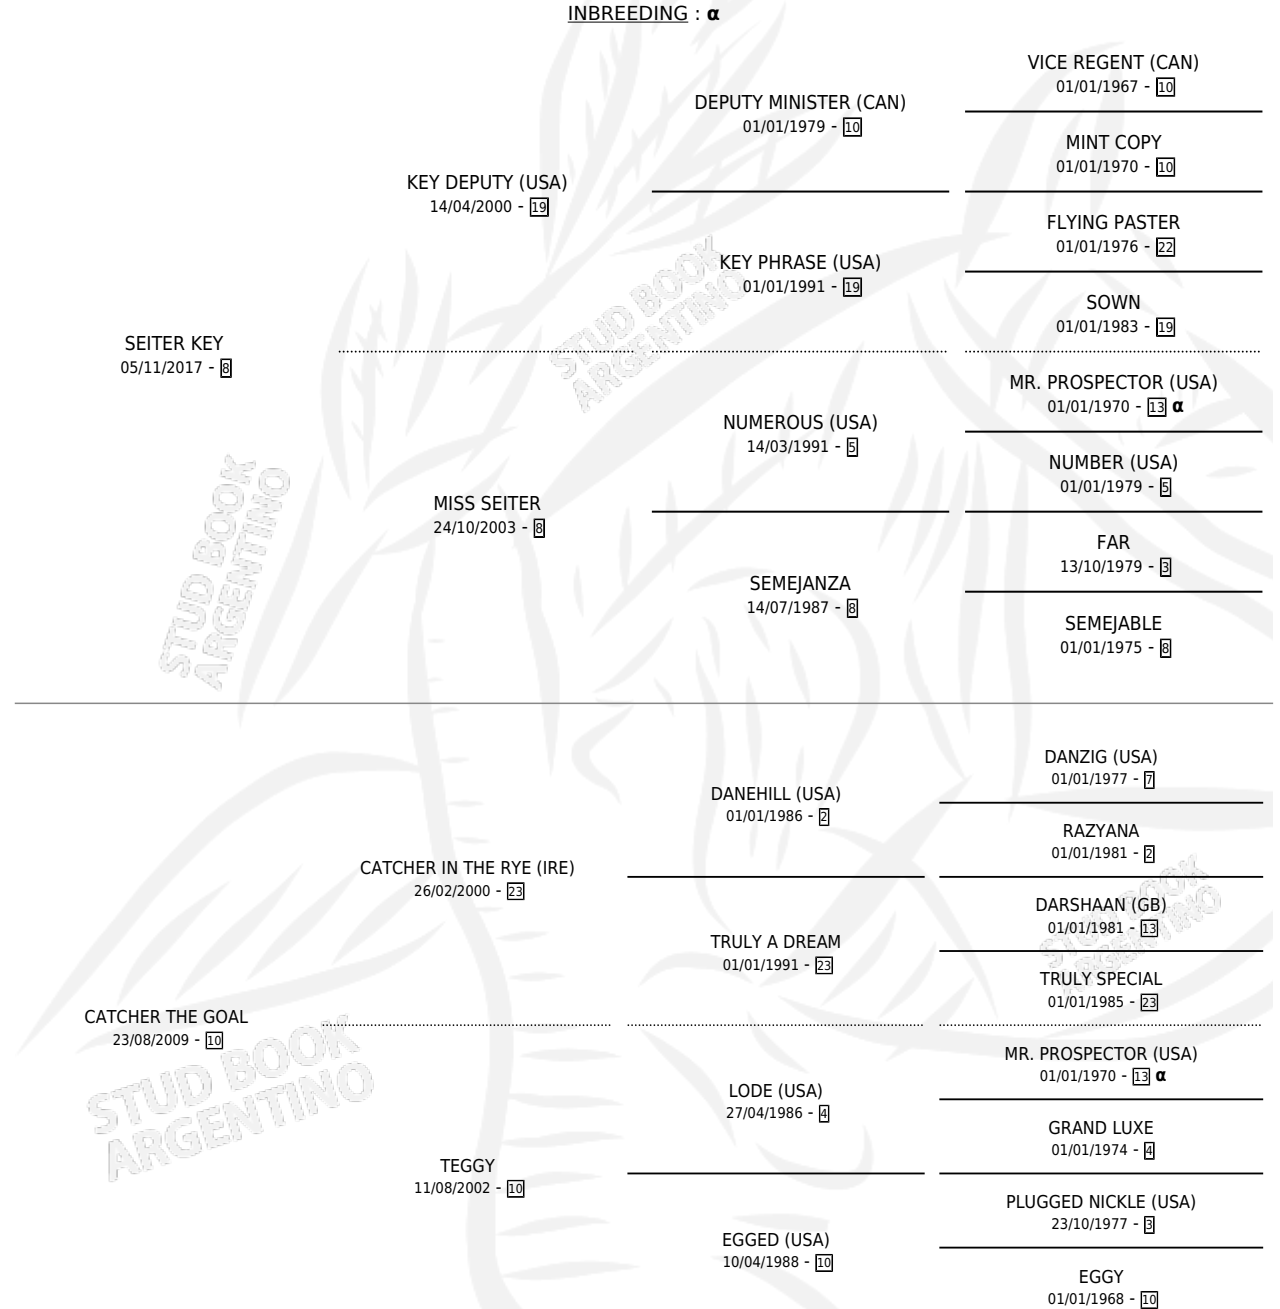 INBREEDING : α
VICE REGENT (CAN)
01/01/1967 - 10
DEPUTY MINISTER (CAN)
01/01/1979 - 10
MINT COPY
01/01/1970 - 10
KEY DEPUTY (USA)
14/04/2000 - 19
FLYING PASTER
01/01/1976 - 22
KEY PHRASE (USA)
01/01/1991 - 19
SOWN
01/01/1983 - 19
SEITER KEY
05/11/2017 - 8
MR. PROSPECTOR (USA)
01/01/1970 - 13 α
NUMEROUS (USA)
14/03/1991 - 5
NUMBER (USA)
01/01/1979 - 5
MISS SEITER
24/10/2003 - 8
FAR
13/10/1979 - 3
SEMEJANZA
14/07/1987 - 8
SEMEJABLE
01/01/1975 - 8
STUD BOOK
ARGENTINO
STUD BOOK
ARGENTINO
DANZIG (USA)
01/01/1977 - 7
DANEHILL (USA)
01/01/1986 - 2
RAZYANA
01/01/1981 - 2
CATCHER IN THE RYE (IRE)
26/02/2000 - 23
DARSHAAN (GB)
01/01/1981 - 13
TRULY A DREAM
01/01/1991 - 23
TRULY SPECIAL
01/01/1985 - 23
CATCHER THE GOAL
23/08/2009 - 10
MR. PROSPECTOR (USA)
01/01/1970 - 13 α
LODE (USA)
27/04/1986 - 4
GRAND LUXE
01/01/1974 - 4
TEGGY
11/08/2002 - 10
PLUGGED NICKLE (USA)
23/10/1977 - 3
EGGED (USA)
10/04/1988 - 10
EGGY
01/01/1968 - 10
STUD BOOK
ARGENTINO
STUD BOOK
ARGENTINO